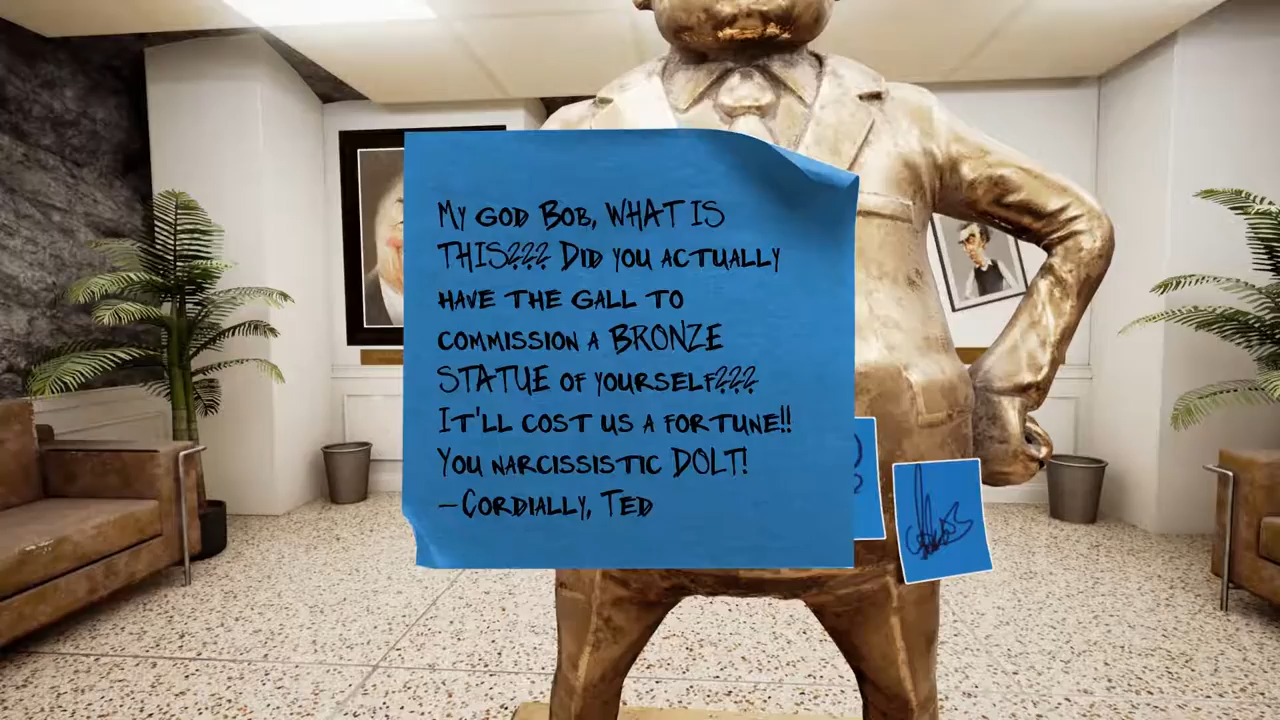 My god Bob, WHAT IS
THIS??? Did you actually
have the gall to
commission a BRONZE
STATUE of yourself???
It'll cost us a fortune!!
You narcissistic DOLT!
–Cordially, Ted